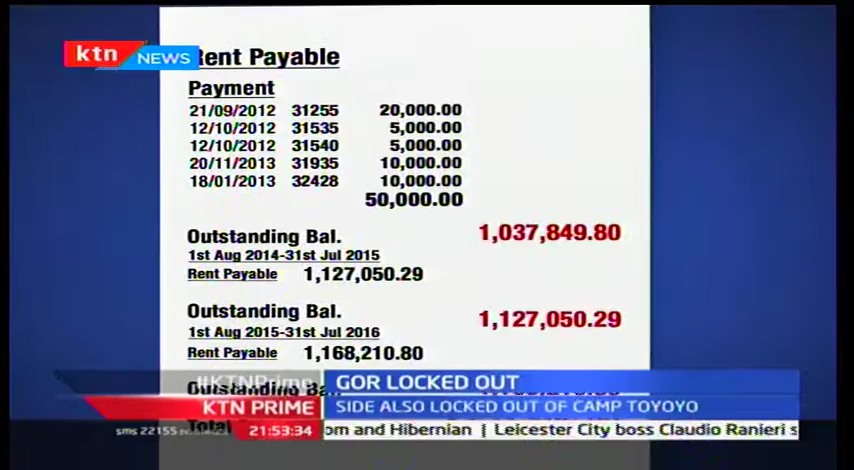 ktn NEWS
Rent Payable
Payment
21/09/2012 31255 20,000.00
12/10/2012 31535 5,000.00
12/10/2012 31540 5,000.00
20/11/2013 31935 10,000.00
18/01/2013 32428 10,000.00
50,000.00
Outstanding Bal. 1,037,849.80
1st Aug 2014-31st Jul 2015
Rent Payable 1,127,050.29
Outstanding Bal. 1,127,050.29
1st Aug 2015-31st Jul 2016
Rent Payable 1,168,210.80
Outstanding
#KTNPrime GOR LOCKED OUT
KTN PRIME SIDE ALSO LOCKED OUT OF CAMP TOYOYO
Total
sms 22155 21:53:34 om and Hibernian | Leicester City boss Claudio Ranieri s